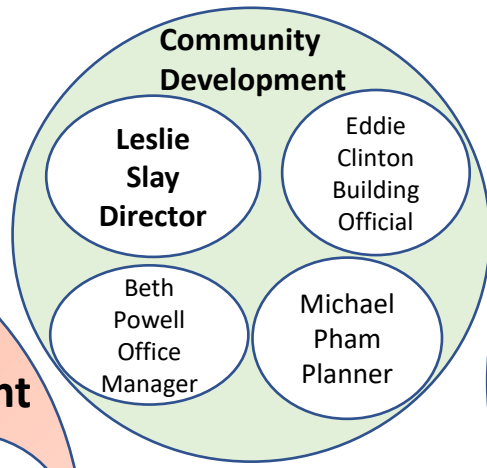 Community
Development
Leslie
Slay
Director
Eddie
Clinton
Building
Official
Beth
Powell
Office
Manager
Michael
Pham
Planner
nt